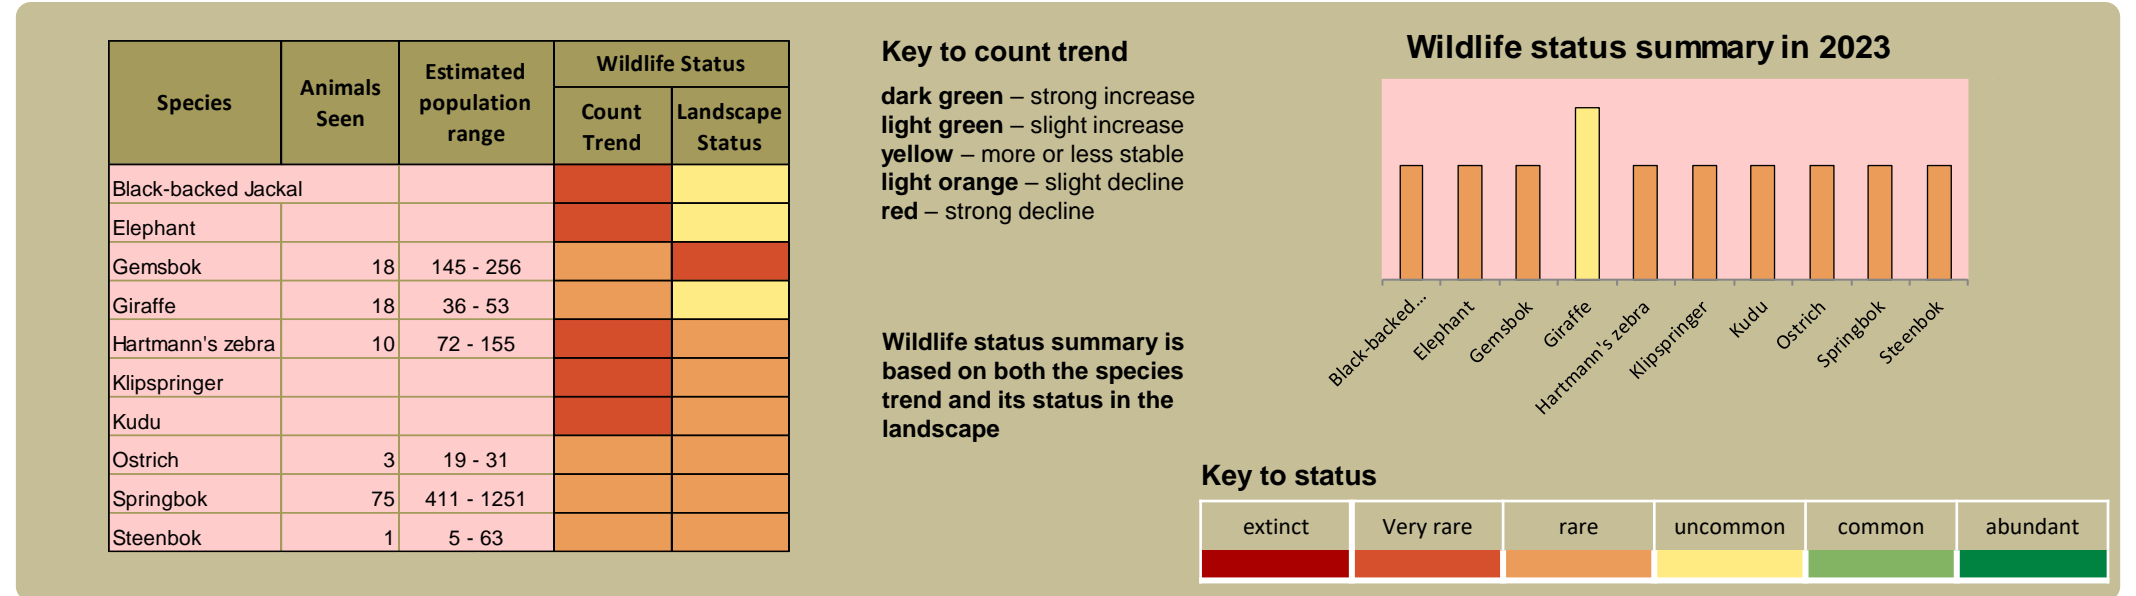 Species
Animals
Seen
Estimated
population
range
Wildlife Status
Count
Trend
Landscape
Status
Black-backed Jackal
Elephant
Gemsbok 18 145 - 256
Giraffe 18 36 - 53
Hartmann's zebra 10 72 - 155
Klipspringer
Kudu
Ostrich 3 19 - 31
Springbok 75 411 - 1251
Steenbok 1 5 - 63
Key to count trend
dark green – strong increase
light green – slight increase
yellow – more or less stable
light orange – slight decline
red – strong decline
Wildlife status summary is
based on both the species
trend and its status in the
landscape
Wildlife status summary in 2023
Black-backed...
Elephant
Gemsbok
Giraffe
Hartmann's zebra
Klipspringer
Kudu
Ostrich
Springbok
Steenbok
Key to status
extinct Very rare rare uncommon common abundant